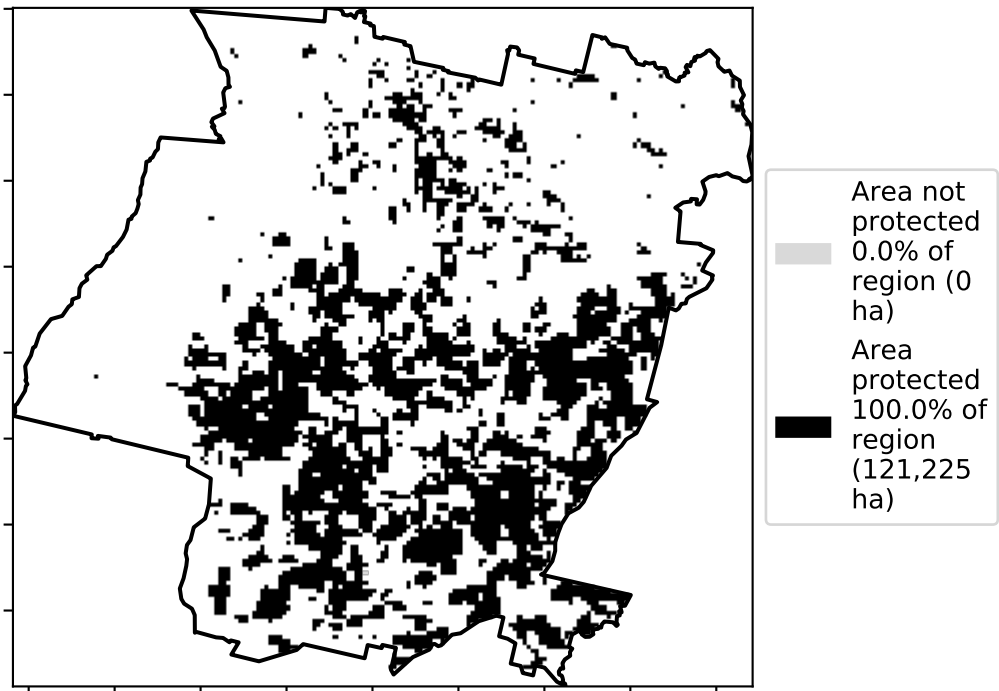 Area not
protected
0.0% of
region (0
ha)
Area
protected
100.0% of
region
(121,225
ha)